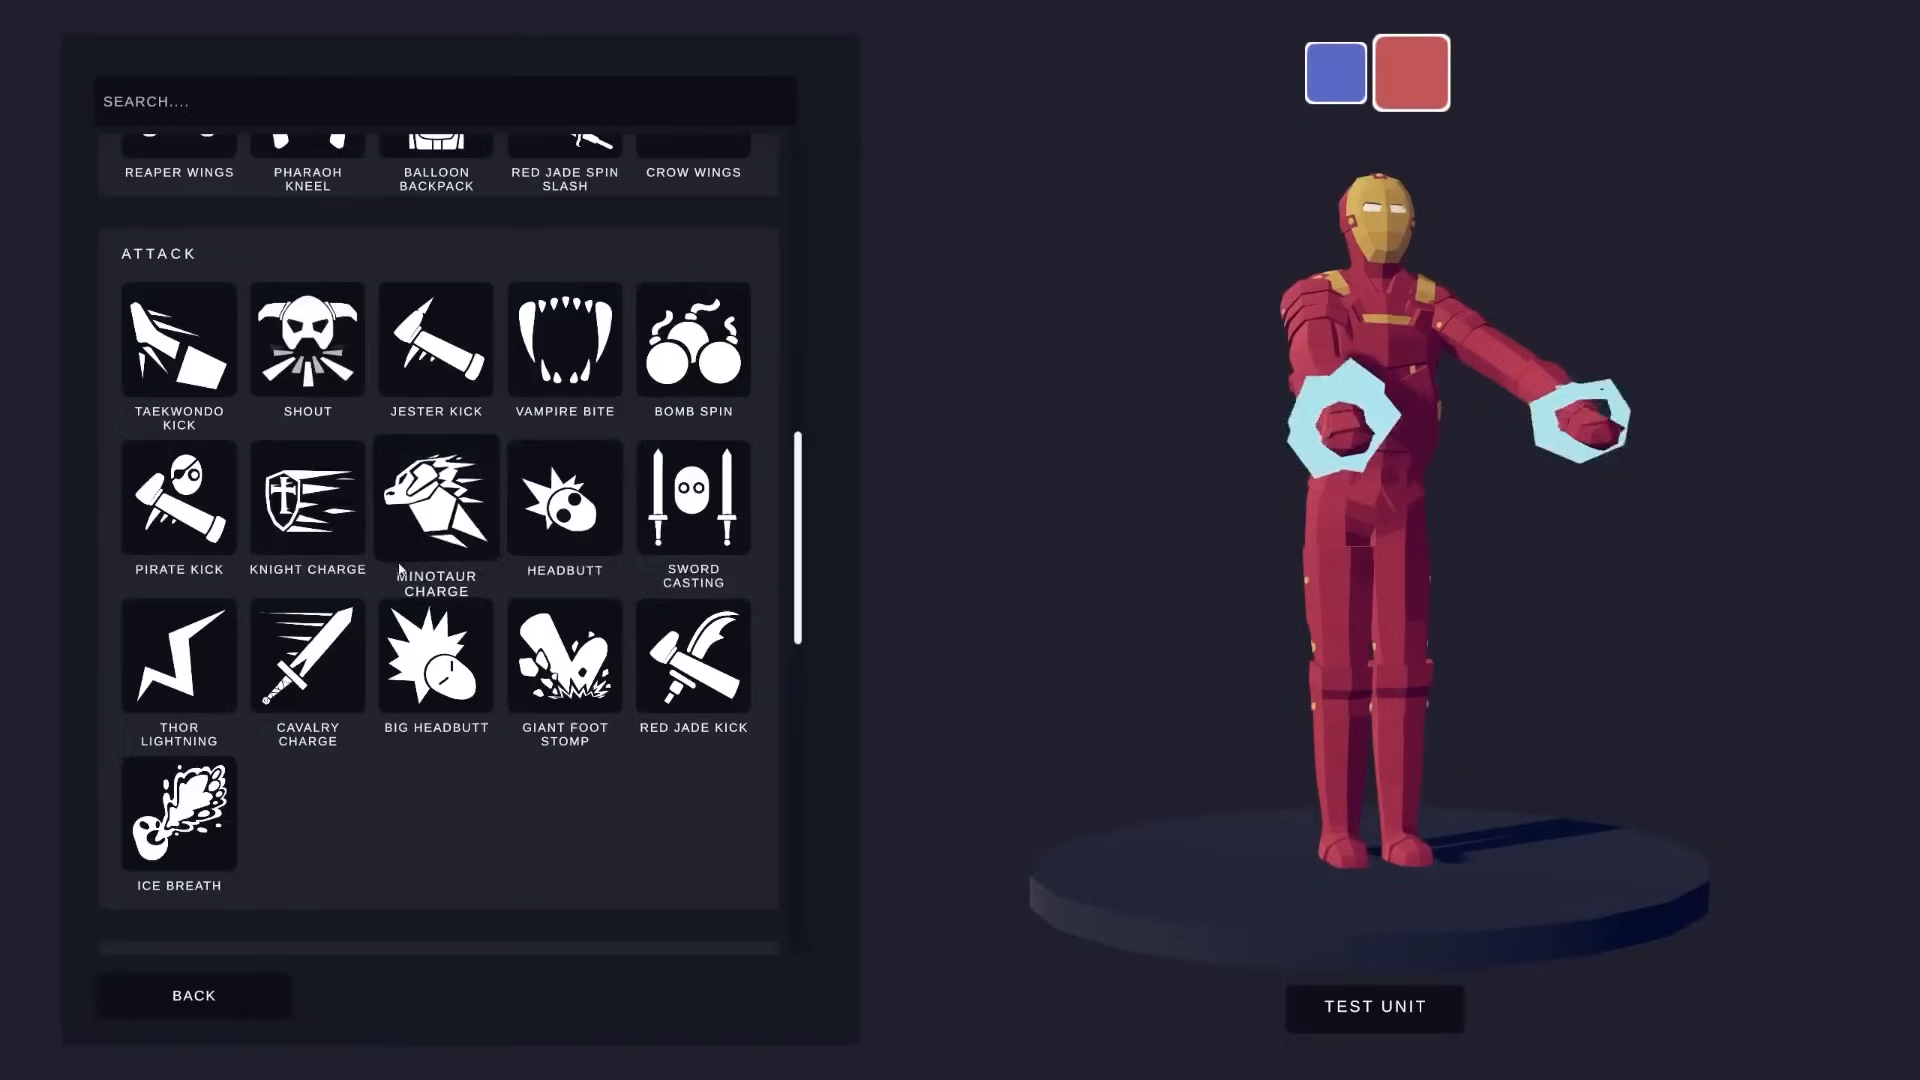 SEARCH....
REAPER WINGS
PHARAOH
KNEEL
BALLOON
BACKPACK
RED JADE SPIN
SLASH
CROW WINGS
ATTACK
TAEKWONDO
KICK
SHOUT
JESTER KICK
VAMPIRE BITE
BOMB SPIN
PIRATE KICK
KNIGHT CHARGE
MINOTAUR
CHARGE
HEADBUTT
SWORD
CASTING
THOR
LIGHTNING
CAVALRY
CHARGE
BIG HEADBUTT
GIANT FOOT
STOMP
RED JADE KICK
ICE BREATH
BACK
TEST UNIT